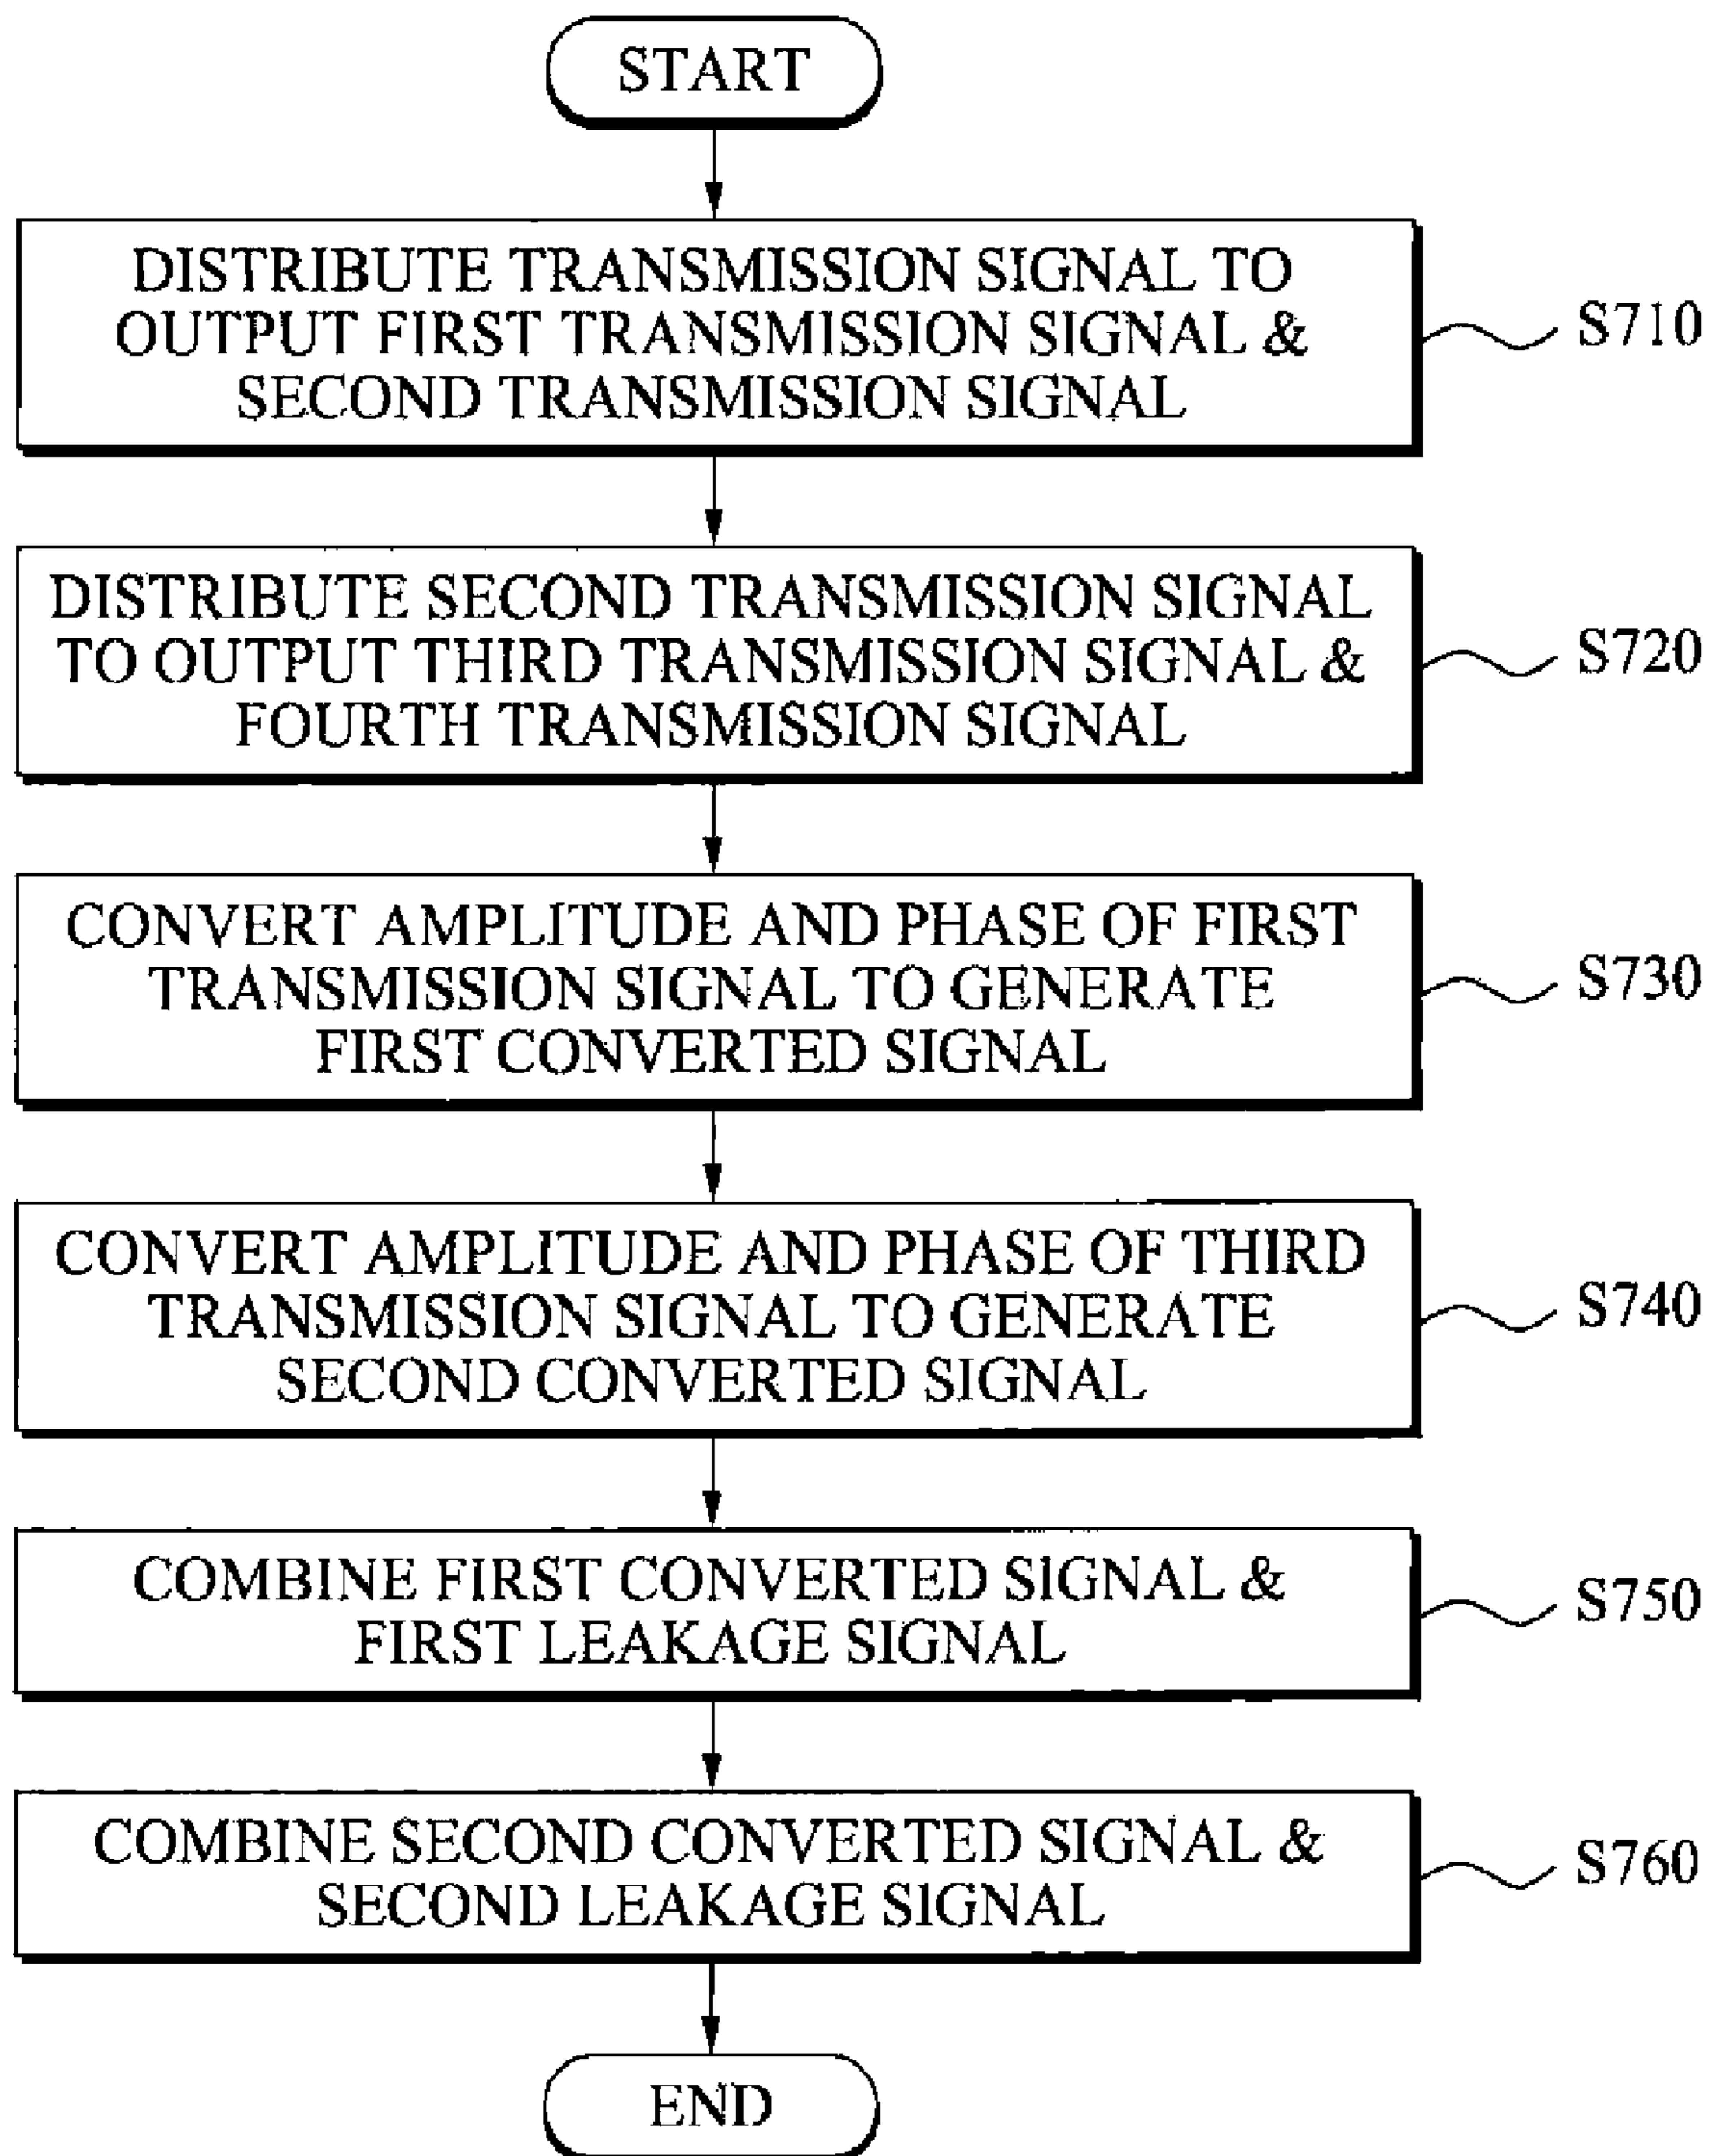 START
DISTRIBUTE TRANSMISSION SIGNAL TO
OUTPUT FIRST TRANSMISSION SIGNAL &
SECOND TRANSMISSION SIGNAL
S710
DISTRIBUTE SECOND TRANSMISSION SIGNAL
TO OUTPUT THIRD TRANSMISSION SIGNAL &
FOURTH TRANSMISSION SIGNAL
S720
CONVERT AMPLITUDE AND PHASE OF FIRST
TRANSMISSION SIGNAL TO GENERATE
FIRST CONVERTED SIGNAL
S730
CONVERT AMPLITUDE AND PHASE OF THIRD
TRANSMISSION SIGNAL TO GENERATE
SECOND CONVERTED SIGNAL
S740
COMBINE FIRST CONVERTED SIGNAL &
FIRST LEAKAGE SIGNAL
S750
COMBINE SECOND CONVERTED SIGNAL &
SECOND LEAKAGE SIGNAL
S760
END